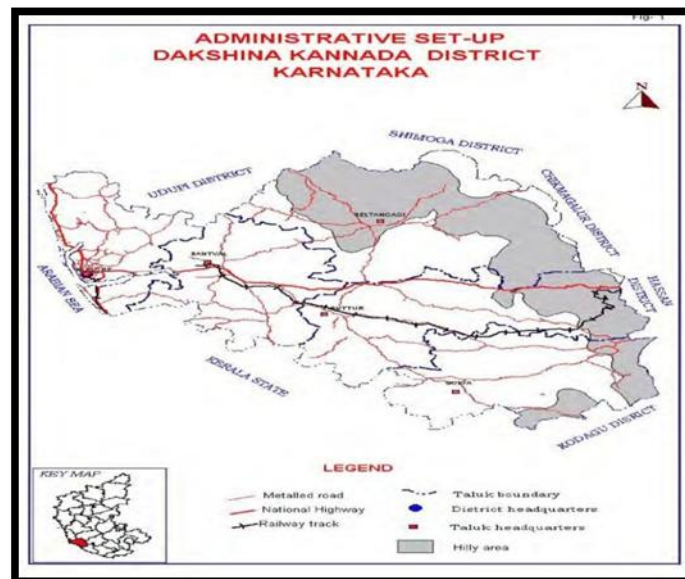 Fig- 1
ADMINISTRATIVE SET-UP
DAKSHINA KANNADA DISTRICT
KARNATAKA
N
SHIMOGA DISTRICT
UDUPI DISTRICT
CHIKMAGALUR DISTRICT
BELTANGADI
BANTVAL
HASSAN
DISTRICT
ARABIAN SEA
PUTTUR
KERALA STATE
KODAGU DISTRICT
LEGEND
KEY MAP
Metalled road
National Highway
Railway track
Taluk boundary
District headquarters
Taluk headquarters
Hilly area